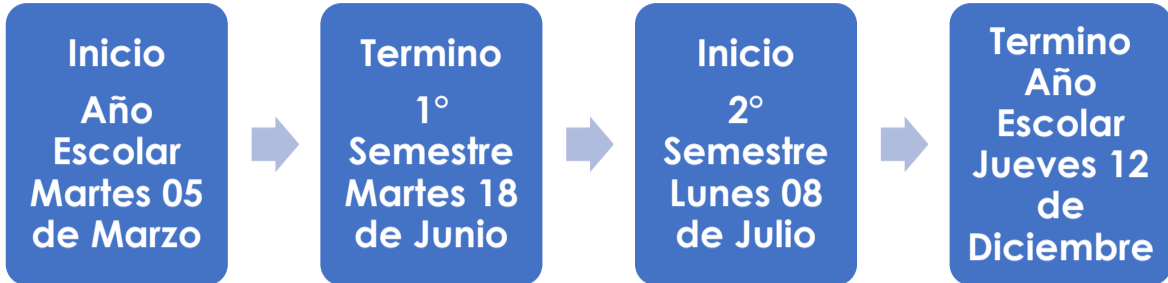 Inicio
Año
Escolar
Martes 05
de Marzo
Termino
1°
Semestre
Martes 18
de Junio
Inicio
2°
Semestre
Lunes 08
de Julio
Termino
Año
Escolar
Jueves 12
de
Diciembre